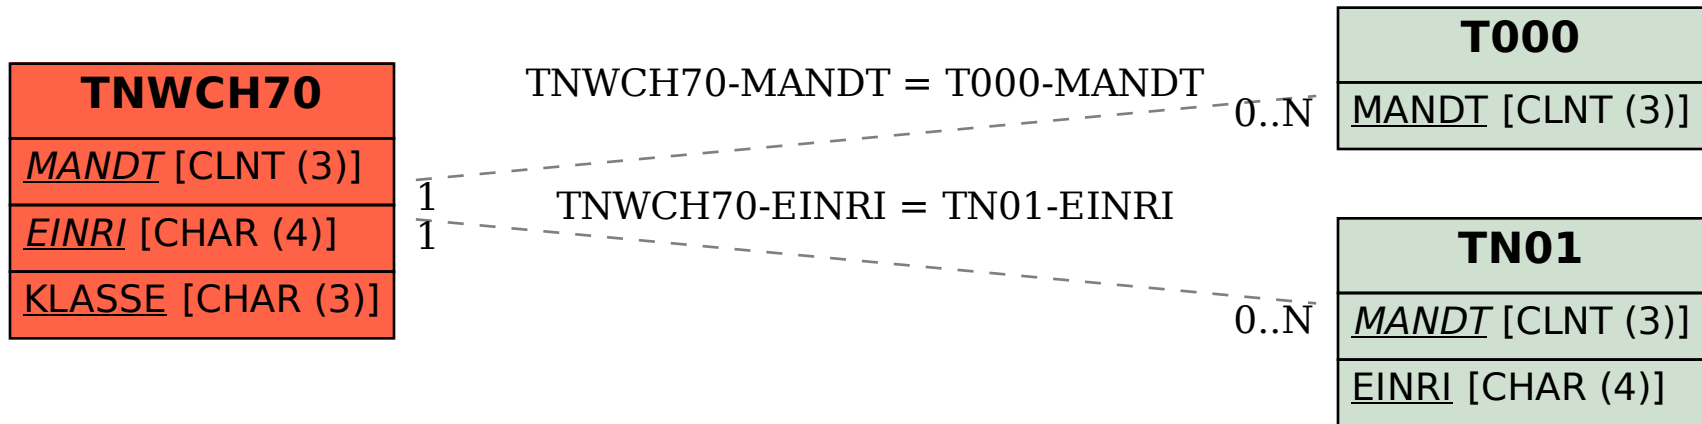 TNWCH70
MANDT [CLNT (3)]
EINRI [CHAR (4)]
KLASSE [CHAR (3)]
TNWCH70-MANDT = T000-MANDT
1
0..N
TNWCH70-EINRI = TN01-EINRI
1
0..N
T000
MANDT [CLNT (3)]
TN01
MANDT [CLNT (3)]
EINRI [CHAR (4)]